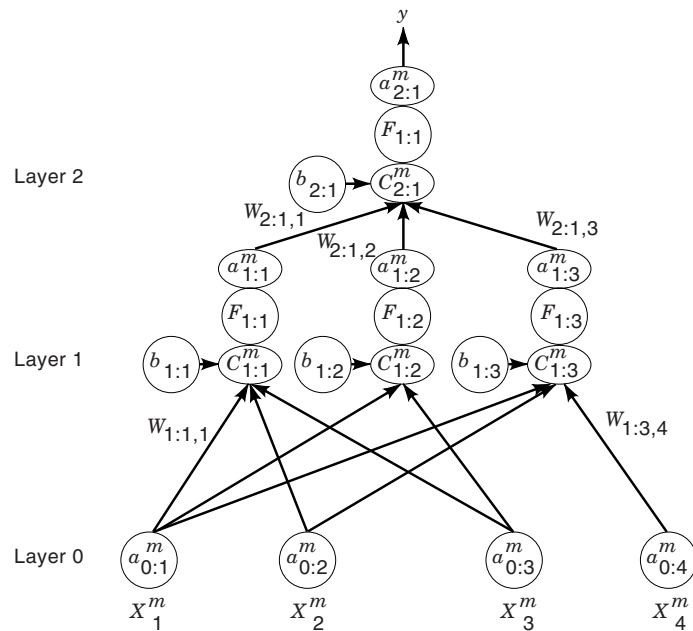 y
a^m_{2:1}
F_{1:1}
Layer 2
b_{2:1}
C^m_{2:1}
W_{2:1,1}
W_{2:1,2}
W_{2:1,3}
a^m_{1:1} a^m_{1:2} a^m_{1:3}
F_{1:1} F_{1:2} F_{1:3}
Layer 1
b_{1:1} C^m_{1:1} b_{1:2} C^m_{1:2} b_{1:3} C^m_{1:3}
W_{1:1,1} W_{1:3,4}
Layer 0
a^m_{0:1} a^m_{0:2} a^m_{0:3} a^m_{0:4}
X^m_1 X^m_2 X^m_3 X^m_4